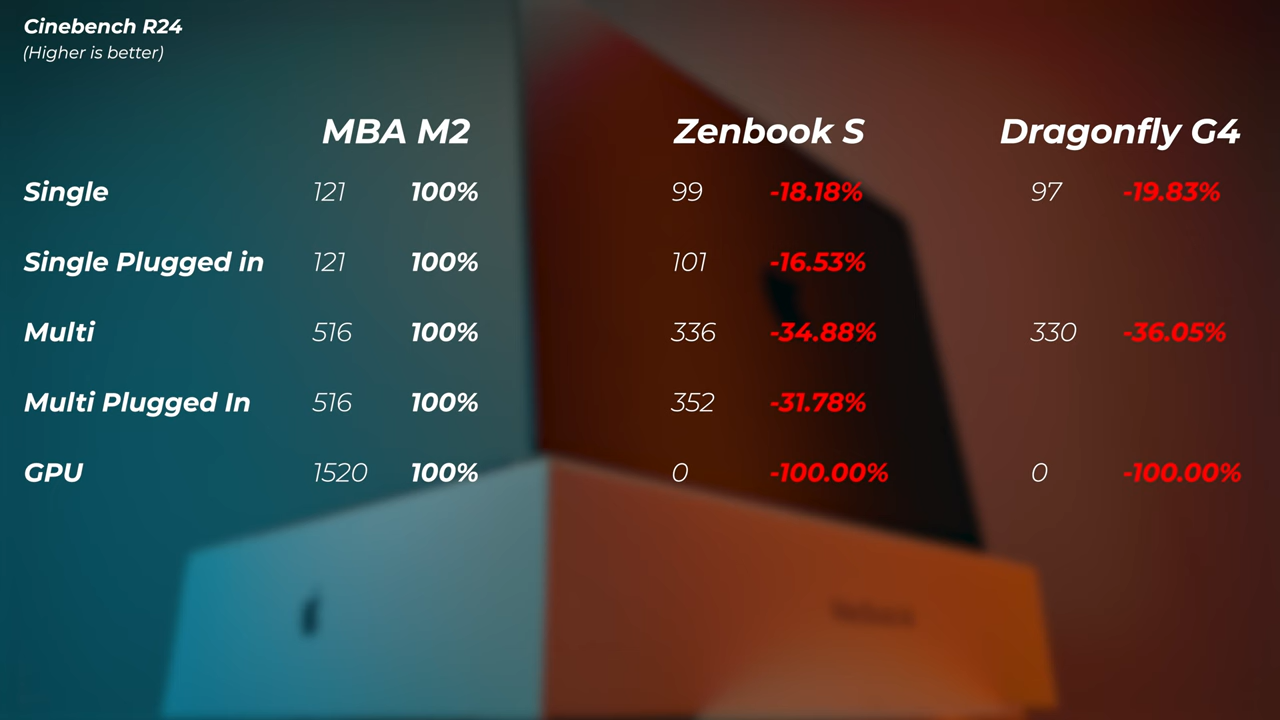 Cinebench R24
(Higher is better)
MBA M2 Zenbook S Dragonfly G4
Single 121 100% 99 -18.18% 97 -19.83%
Single Plugged in 121 100% 101 -16.53%
Multi 516 100% 336 -34.88% 330 -36.05%
Multi Plugged In 516 100% 352 -31.78%
GPU 1520 100% 0 -100.00% 0 -100.00%